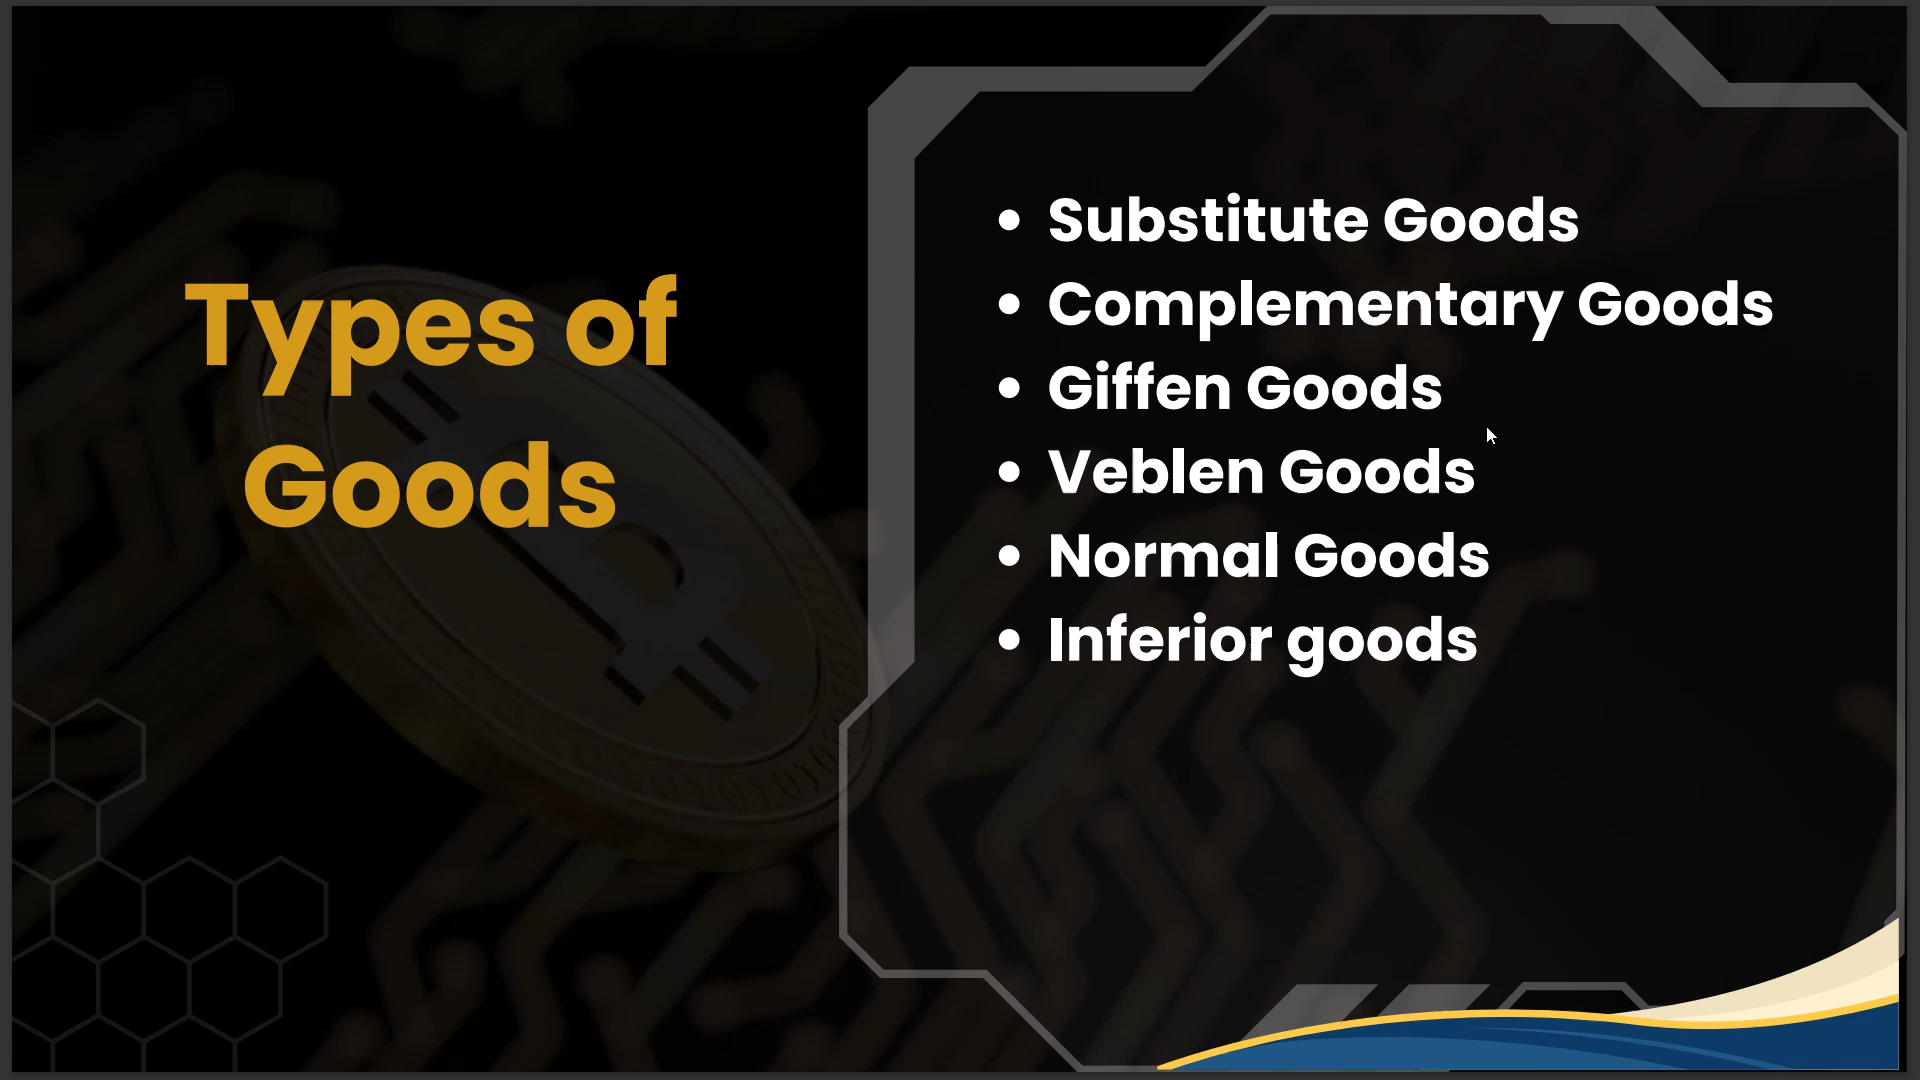 Types of
Goods
• Substitute Goods
• Complementary Goods
• Giffen Goods
• Veblen Goods
• Normal Goods
• Inferior goods